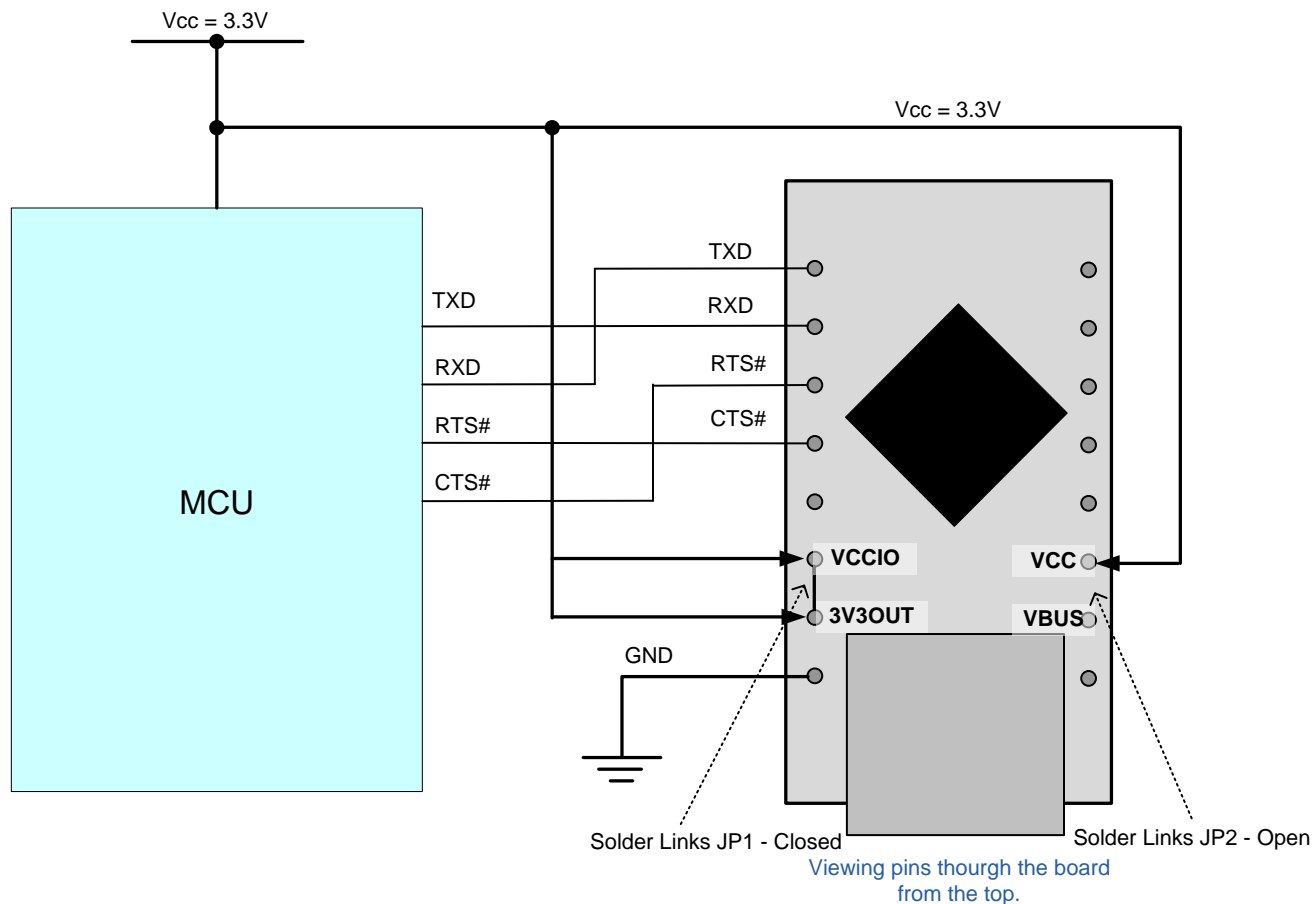 Vcc = 3.3V
Vcc = 3.3V
TXD
RXD
RTS#
CTS#
MCU
TXD
RXD
RTS#
CTS#
VCCIO
VCC
3V3OUT
VBUS
GND
Solder Links JP1 - Closed
Solder Links JP2 - Open
Viewing pins thourgh the board
from the top.